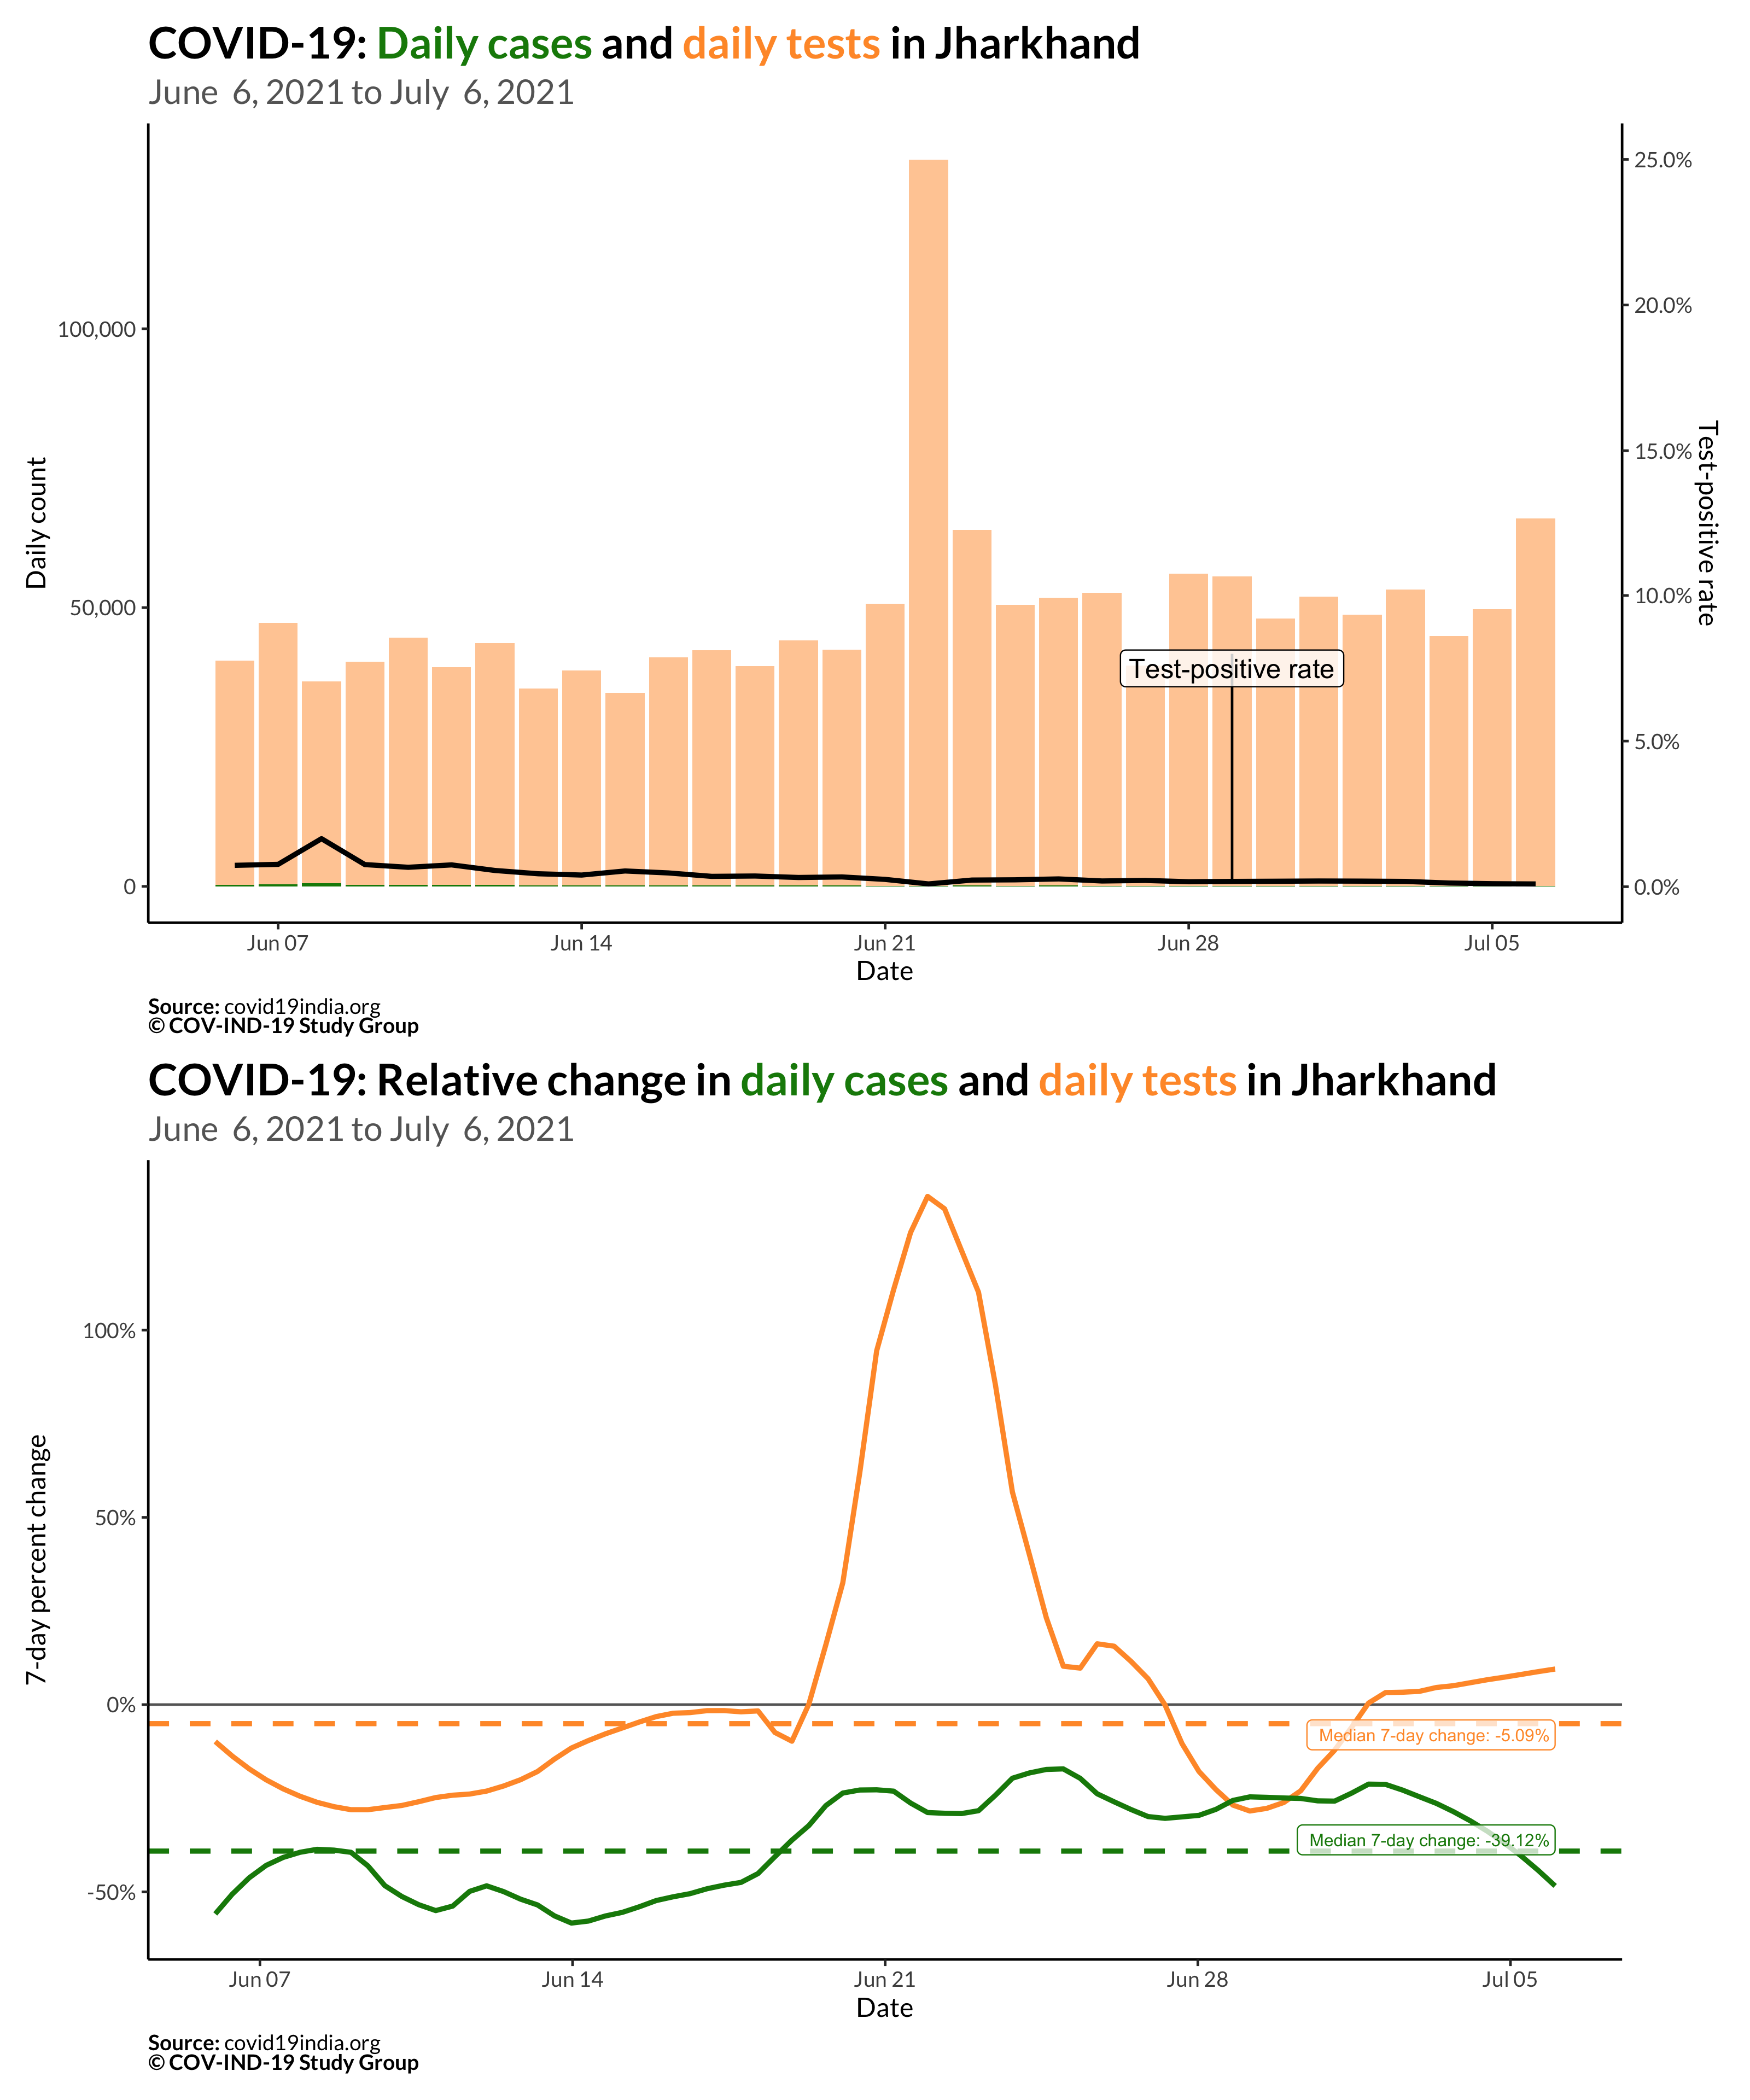 COVID-19: Daily cases and daily tests in Jharkhand
June 6, 2021 to July 6, 2021
Daily count
100,000
50,000
0
25.0%
20.0%
15.0%
10.0%
5.0%
0.0%
Test-positive rate
Test-positive rate
Jun 07
Jun 14
Jun 21
Jun 28
Jul 05
Date
Source: covid19india.org
© COV-IND-19 Study Group
COVID-19: Relative change in daily cases and daily tests in Jharkhand
June 6, 2021 to July 6, 2021
7-day percent change
100%
50%
0%
-50%
Median 7-day change: -5.09%
Median 7-day change: -39.12%
Jun 07
Jun 14
Jun 21
Jun 28
Jul 05
Date
Source: covid19india.org
© COV-IND-19 Study Group